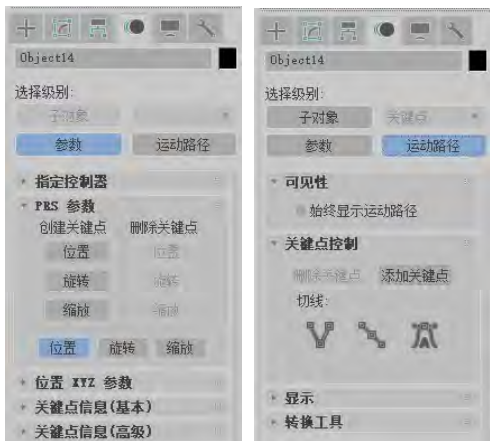 Object14
选择级别:
子对象
参数 运动路径
指定控制器
PRS 参数
创建关键点 删除关键点
位置 位置
旋转 旋转
缩放 缩放
位置 旋转 缩放
位置 XYZ 参数
关键点信息(基本)
关键点信息(高级)
Object14
选择级别:
子对象 关键点
参数 运动路径
可见性
始终显示运动路径
关键点控制
删除关键点 添加关键点
切线:
显示
转换工具